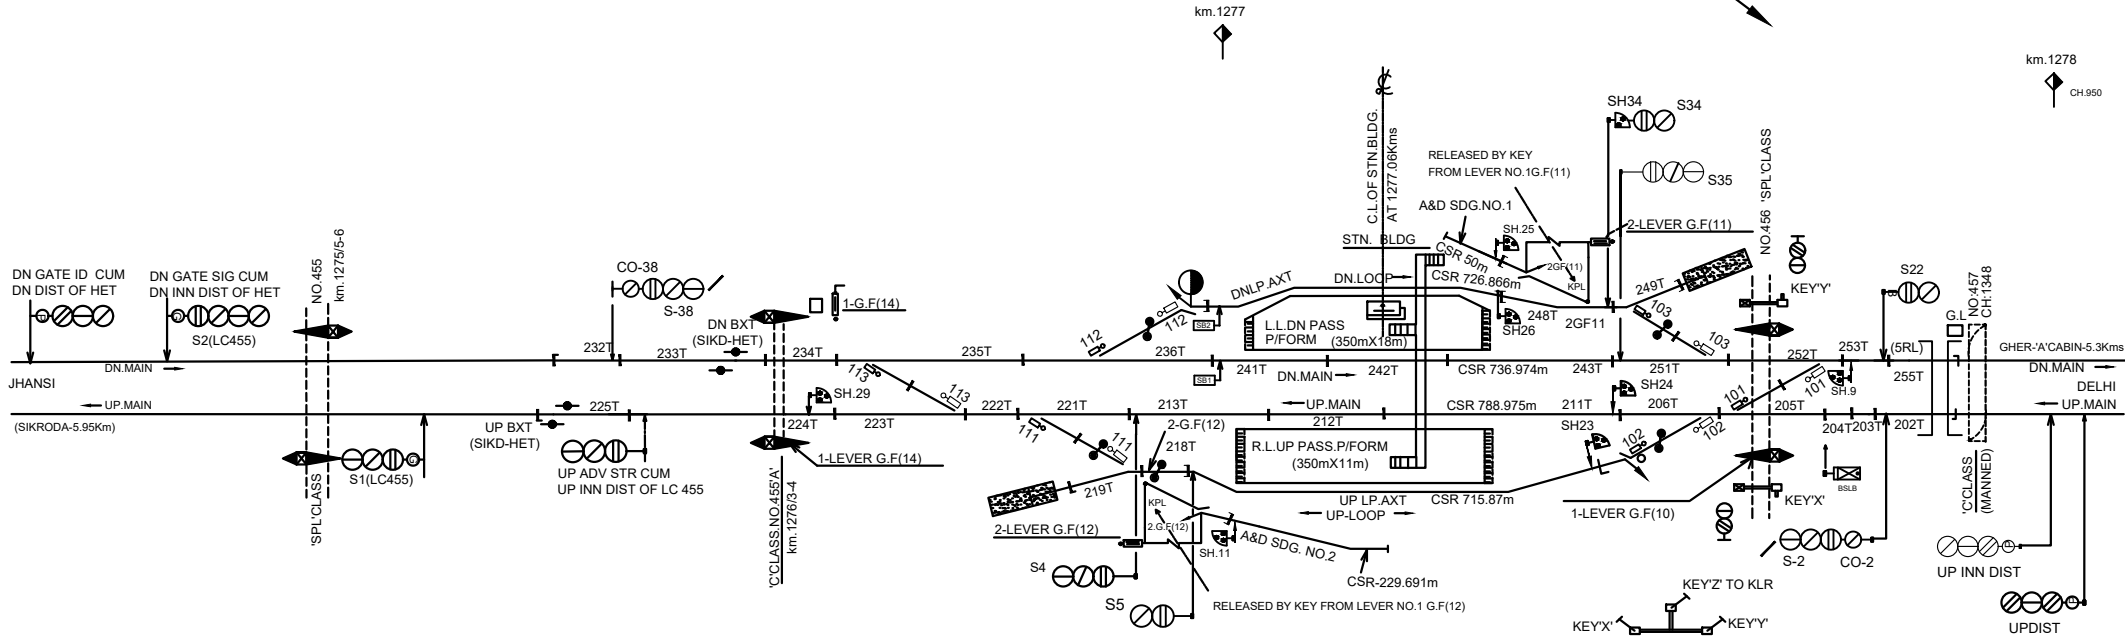 km.1277
km.1278
CH.950
SH34
S34
C.L.OF STN.BLDG.
AT 1277.06Kms
NO.456 'SPL'CLASS
RELEASED BY KEY
FROM LEVER NO.1G.F(11)
S35
A&D SDG.NO.1
SH.25
2-LEVER G.F(11)
STN. BLDG
CSR 50m
2GF(11)
KPL
NO.455
km.1275/5-6
DN GATE ID CUM
DN DIST OF HET
DN GATE SIG CUM
DN INN DIST OF HET
S2(LC455)
CO-38
S-38
1-G.F(14)
DN BXT
(SIKD-HET)
DNLP.AXT
DN.LOOP
CSR 726.866m
249T
KEY'Y'
S22
NO:457
CH:1348
G.L
112
112
SB2
L.L.DN PASS
P/FORM
(350mX18m)
SH26
248T
2GF11
103
103
232T
233T
234T
235T
236T
241T
242T
CSR 736.974m
243T
251T
252T
253T
(5RL)
255T
GHER-'A'CABIN-5.3Kms
JHANSI
DN.MAIN
DN.MAIN
DN.MAIN
DELHI
SB1
113
113
SH.29
SH24
101
101
SH.9
UP.MAIN
225T
224T
223T
222T
221T
213T
UP.MAIN
212T
CSR 788.975m
211T
206T
205T
204T
203T
202T
UP.MAIN
(SIKRODA-5.95Km)
UP BXT
(SIKD-HET)
111
111
2-G.F(12)
218T
SH23
102
102
R.L.UP PASS.P/FORM
(350mX11m)
S1(LC455)
UP ADV STR CUM
UP INN DIST OF LC 455
1-LEVER G.F(14)
219T
UP LP.AXT
UP-LOOP
CSR 715.87m
1-LEVER G.F(10)
KEY'X'
BSLB
'C'CLASS
(MANNED)
'SPL'CLASS
'C'CLASS.NO.455'A'
km.1276/3-4
KPL
2-LEVER G.F(12)
2.G.F(12)
SH.11
A&D SDG. NO.2
CSR-229.691m
S4
S5
RELEASED BY KEY FROM LEVER NO.1 G.F(12)
S-2
CO-2
UP INN DIST
UPDIST
KEY'Z' TO KLR
KEY'X'
KEY'Y'